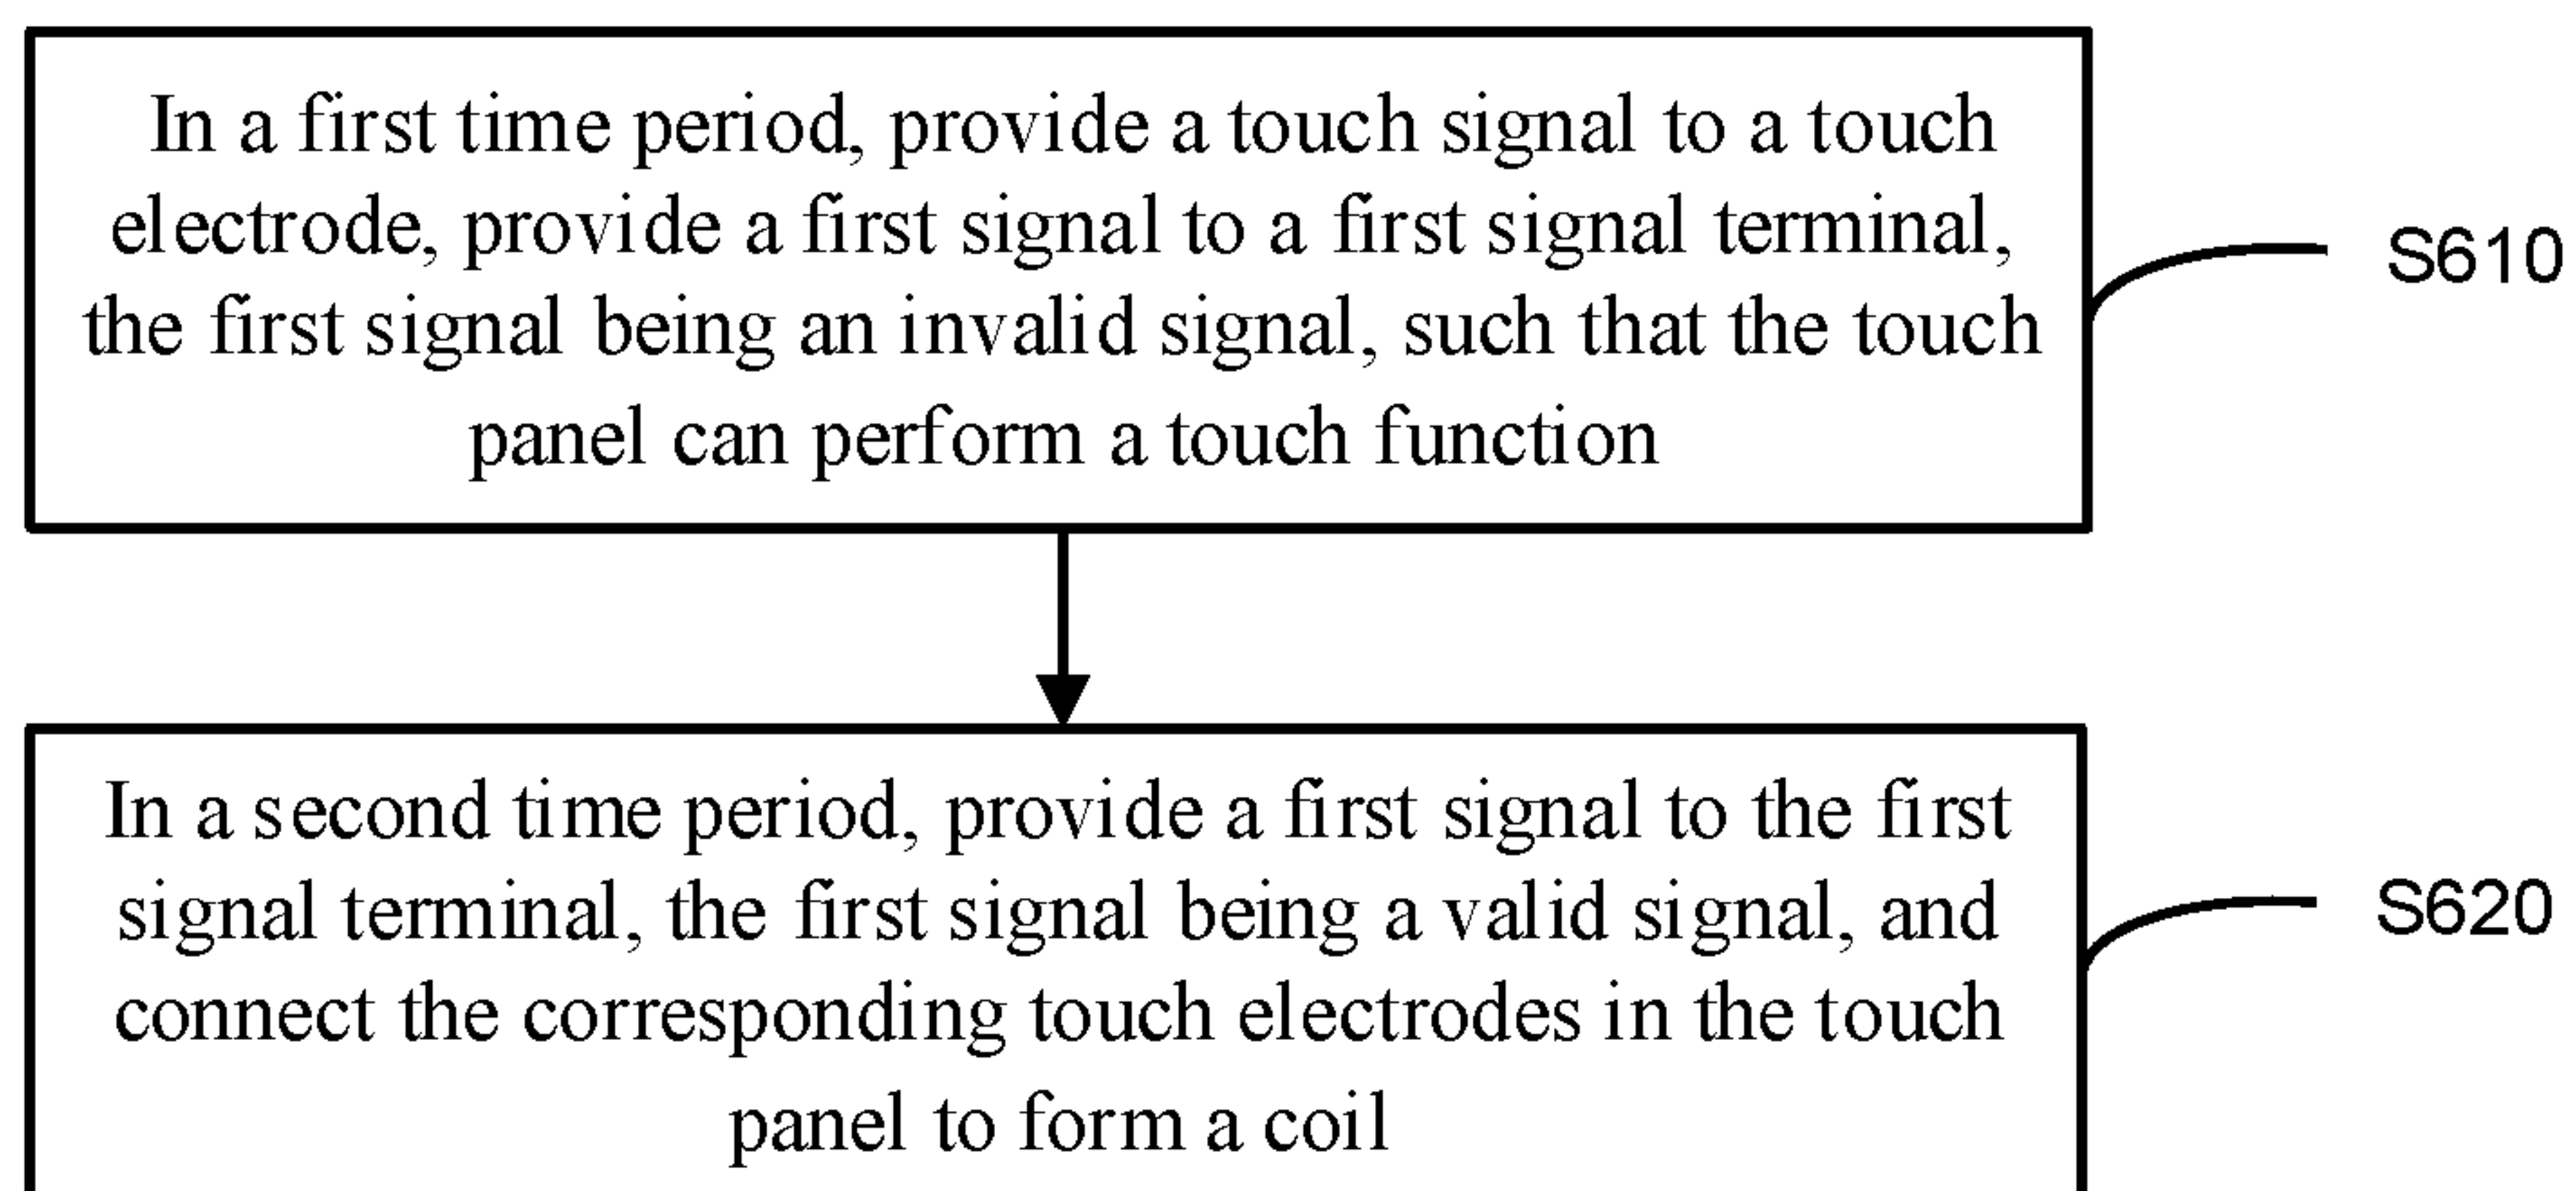 In a first time period, provide a touch signal to a touch
electrode, provide a first signal to a first signal terminal,
the first signal being an invalid signal, such that the touch
panel can perform a touch function
S610
In a second time period, provide a first signal to the first
signal terminal, the first signal being a valid signal, and
connect the corresponding touch electrodes in the touch
panel to form a coil
S620